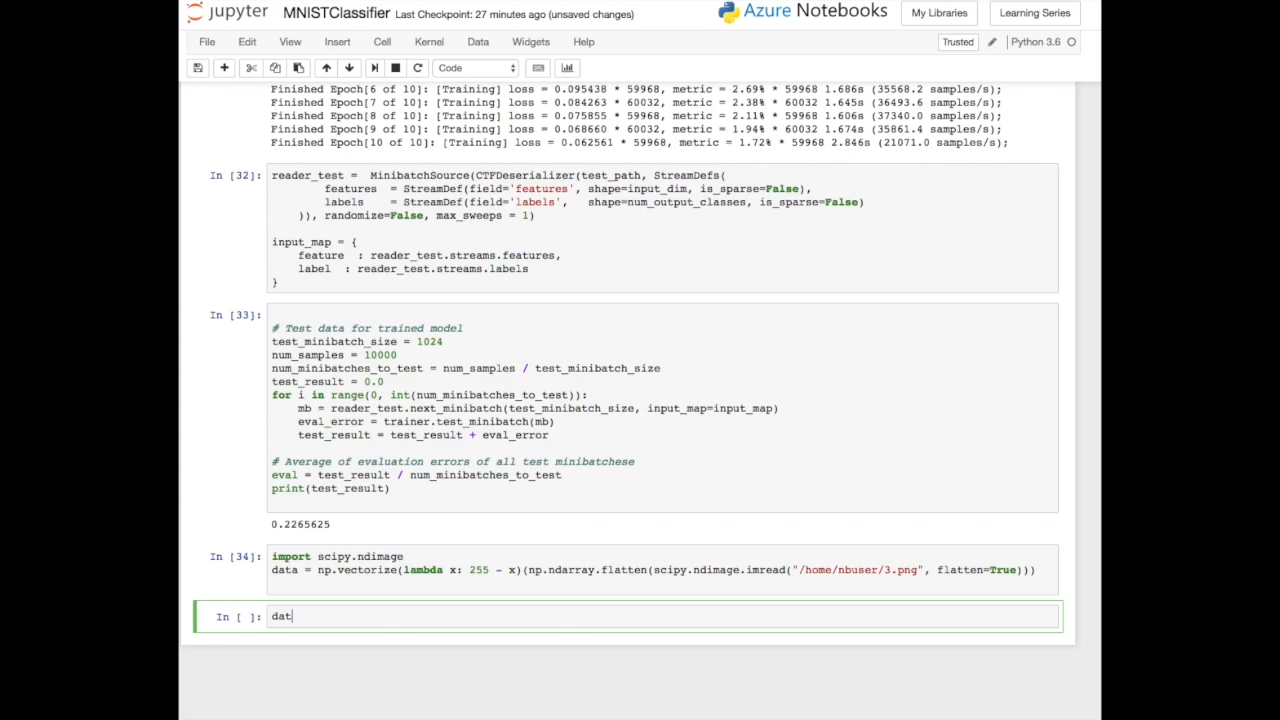 jupyter MNISTClassifier Last Checkpoint: 27 minutes ago (unsaved changes) Azure Notebooks My Libraries Learning Series
File Edit View Insert Cell Kernel Data Widgets Help Trusted Python 3.6
Code
Finished Epoch[6 of 10]: [Training] loss = 0.095438 * 59968, metric = 2.69% * 59968 1.686s (35568.2 samples/s);
Finished Epoch[7 of 10]: [Training] loss = 0.084263 * 60032, metric = 2.38% * 60032 1.645s (36493.6 samples/s);
Finished Epoch[8 of 10]: [Training] loss = 0.075855 * 60032, metric = 2.11% * 60032 1.606s (37340.0 samples/s);
Finished Epoch[9 of 10]: [Training] loss = 0.068660 * 60032, metric = 1.94% * 60032 1.674s (35861.4 samples/s);
Finished Epoch[10 of 10]: [Training] loss = 0.062561 * 59968, metric = 1.72% * 59968 2.846s (21071.0 samples/s);
In [32]: reader_test = MinibatchSource(CTFDeserializer(test_path, StreamDefs(
features = StreamDef(field='features', shape=input_dim, is_sparse=False),
labels = StreamDef(field='labels', shape=num_output_classes, is_sparse=False)
)), randomize=False, max_sweeps = 1)
input_map = {
feature : reader_test.streams.features,
label : reader_test.streams.labels
}
In [33]:
# Test data for trained model
test_minibatch_size = 1024
num_samples = 10000
num_minibatches_to_test = num_samples / test_minibatch_size
test_result = 0.0
for i in range(0, int(num_minibatches_to_test)):
mb = reader_test.next_minibatch(test_minibatch_size, input_map=input_map)
eval_error = trainer.test_minibatch(mb)
test_result = test_result + eval_error
# Average of evaluation errors of all test minibatchese
eval = test_result / num_minibatches_to_test
print(test_result)
0.2265625
In [34]: import scipy.ndimage
data = np.vectorize(lambda x: 255 - x)(np.ndarray.flatten(scipy.ndimage.imread("/home/nbuser/3.png", flatten=True)))
In [ ]: dat